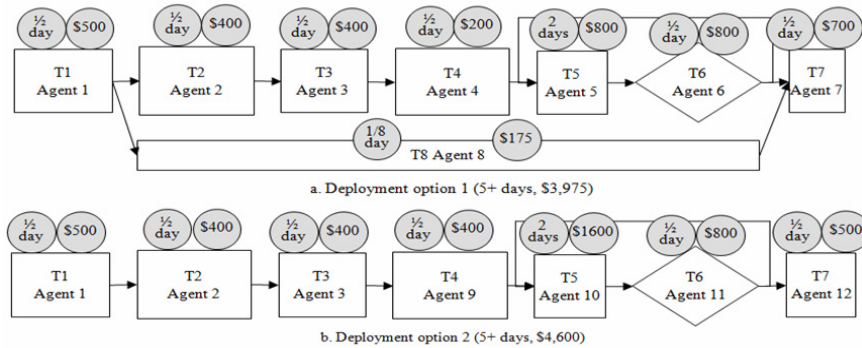 ½ day $500
½ day $400
½ day $400
½ day $200
2 days $800
½ day $800
½ day $700
T1 Agent 1
T2 Agent 2
T3 Agent 3
T4 Agent 4
T5 Agent 5
T6 Agent 6
T7 Agent 7
1/8 day $175
T8 Agent 8
a. Deployment option 1 (5+ days, $3,975)
½ day $500
½ day $400
½ day $400
½ day $400
2 days $1600
½ day $800
½ day $500
T1 Agent 1
T2 Agent 2
T3 Agent 3
T4 Agent 9
T5 Agent 10
T6 Agent 11
T7 Agent 12
b. Deployment option 2 (5+ days, $4,600)